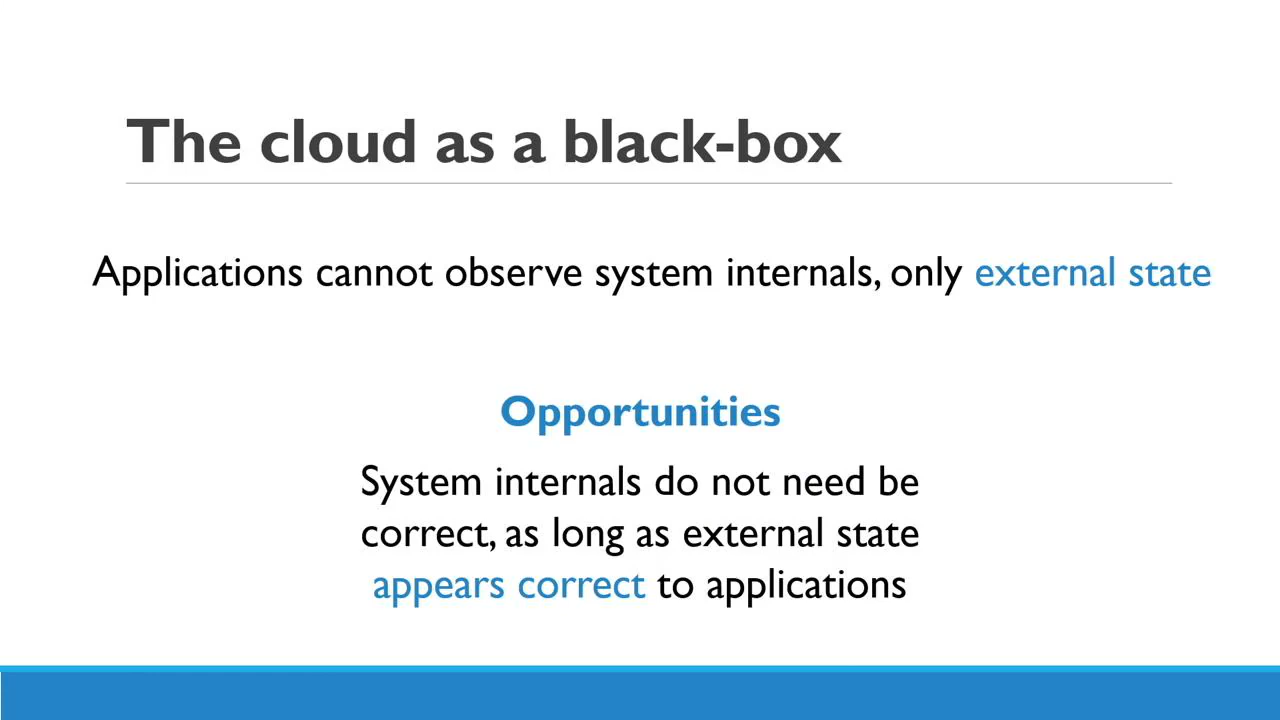 The cloud as a black-box
Applications cannot observe system internals, only external state
Opportunities
System internals do not need be
correct, as long as external state
appears correct to applications